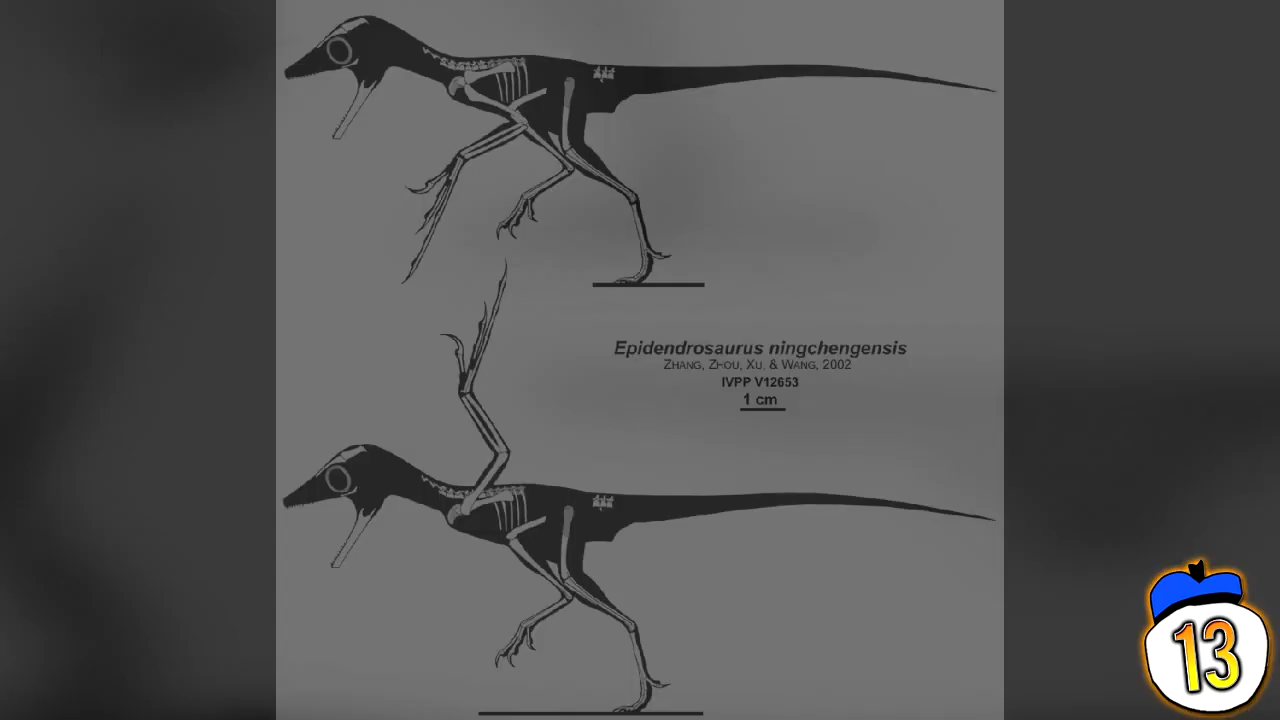 Epidendrosaurus ningchengensis
ZHANG, ZHOU, XU, & WANG, 2002
IVPP V12653
1 cm
13